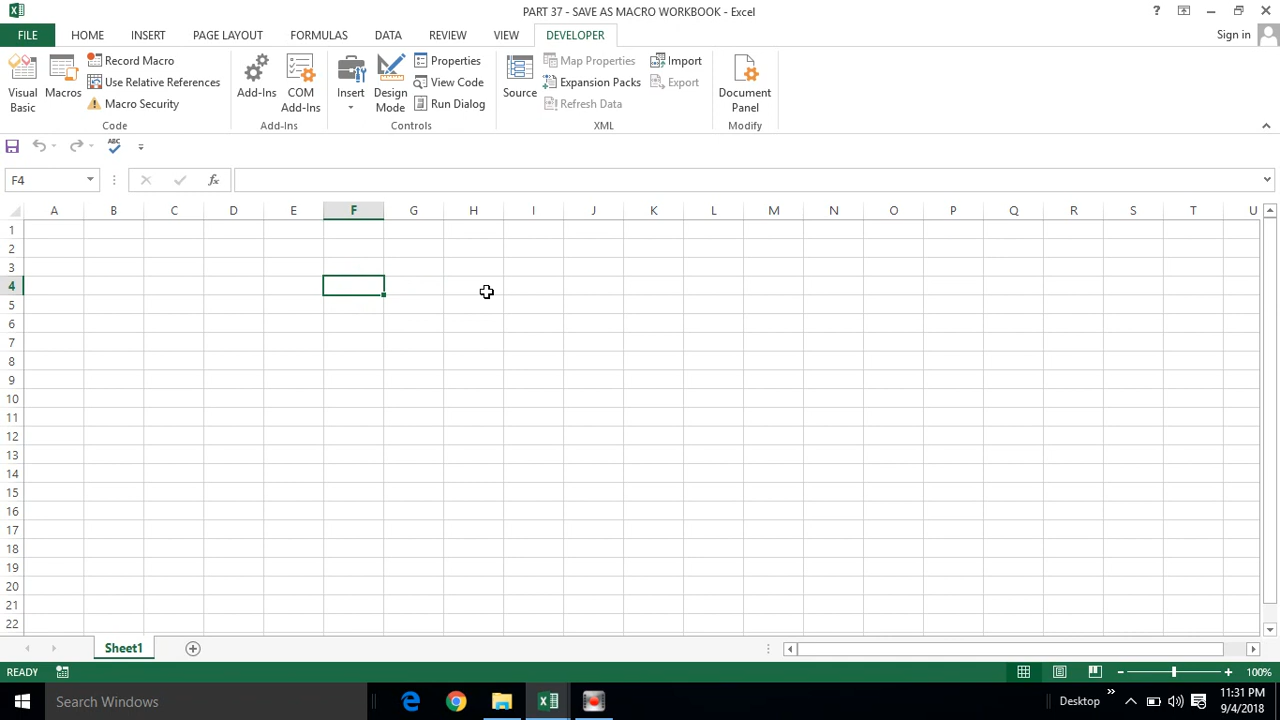 PART 37 - SAVE AS MACRO WORKBOOK - Excel
?
FILE HOME INSERT PAGE LAYOUT FORMULAS DATA REVIEW VIEW DEVELOPER Sign in
Visual Basic
Macros
Record Macro
Use Relative References
Macro Security
Code
Add-Ins
COM Add-Ins
Add-Ins
Insert
Design Mode
Properties
View Code
Run Dialog
Controls
Source
Map Properties
Expansion Packs
Refresh Data
Import
Export
XML
Document Panel
Modify
ABC
F4
fx
A B C D E F G H I J K L M N O P Q R S T U
1
2
3
4
5
6
7
8
9
10
11
12
13
14
15
16
17
18
19
20
21
22
Sheet1
READY
100%
Search Windows
Desktop
11:31 PM
9/4/2018